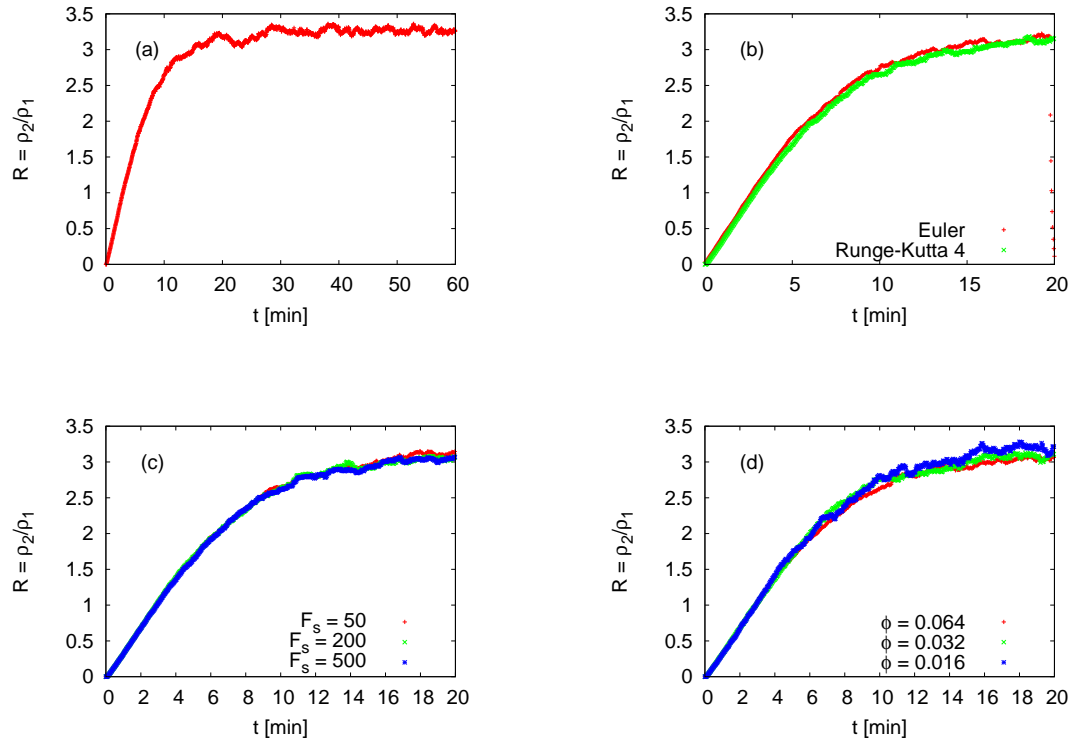 3.5
3
2.5
2
1.5
1
0.5
0
0 10 20 30 40 50 60
R = ρ2/ρ1
t [min]
(a)
3.5
3
2.5
2
1.5
1
0.5
0
0 5 10 15 20
R = ρ2/ρ1
t [min]
(b)
Euler
Runge-Kutta 4
3.5
3
2.5
2
1.5
1
0.5
0
0 2 4 6 8 10 12 14 16 18 20
R = ρ2/ρ1
t [min]
(c)
Fs = 50
Fs = 200
Fs = 500
3.5
3
2.5
2
1.5
1
0.5
0
0 2 4 6 8 10 12 14 16 18 20
R = ρ2/ρ1
t [min]
(d)
ϕ = 0.064
ϕ = 0.032
ϕ = 0.016